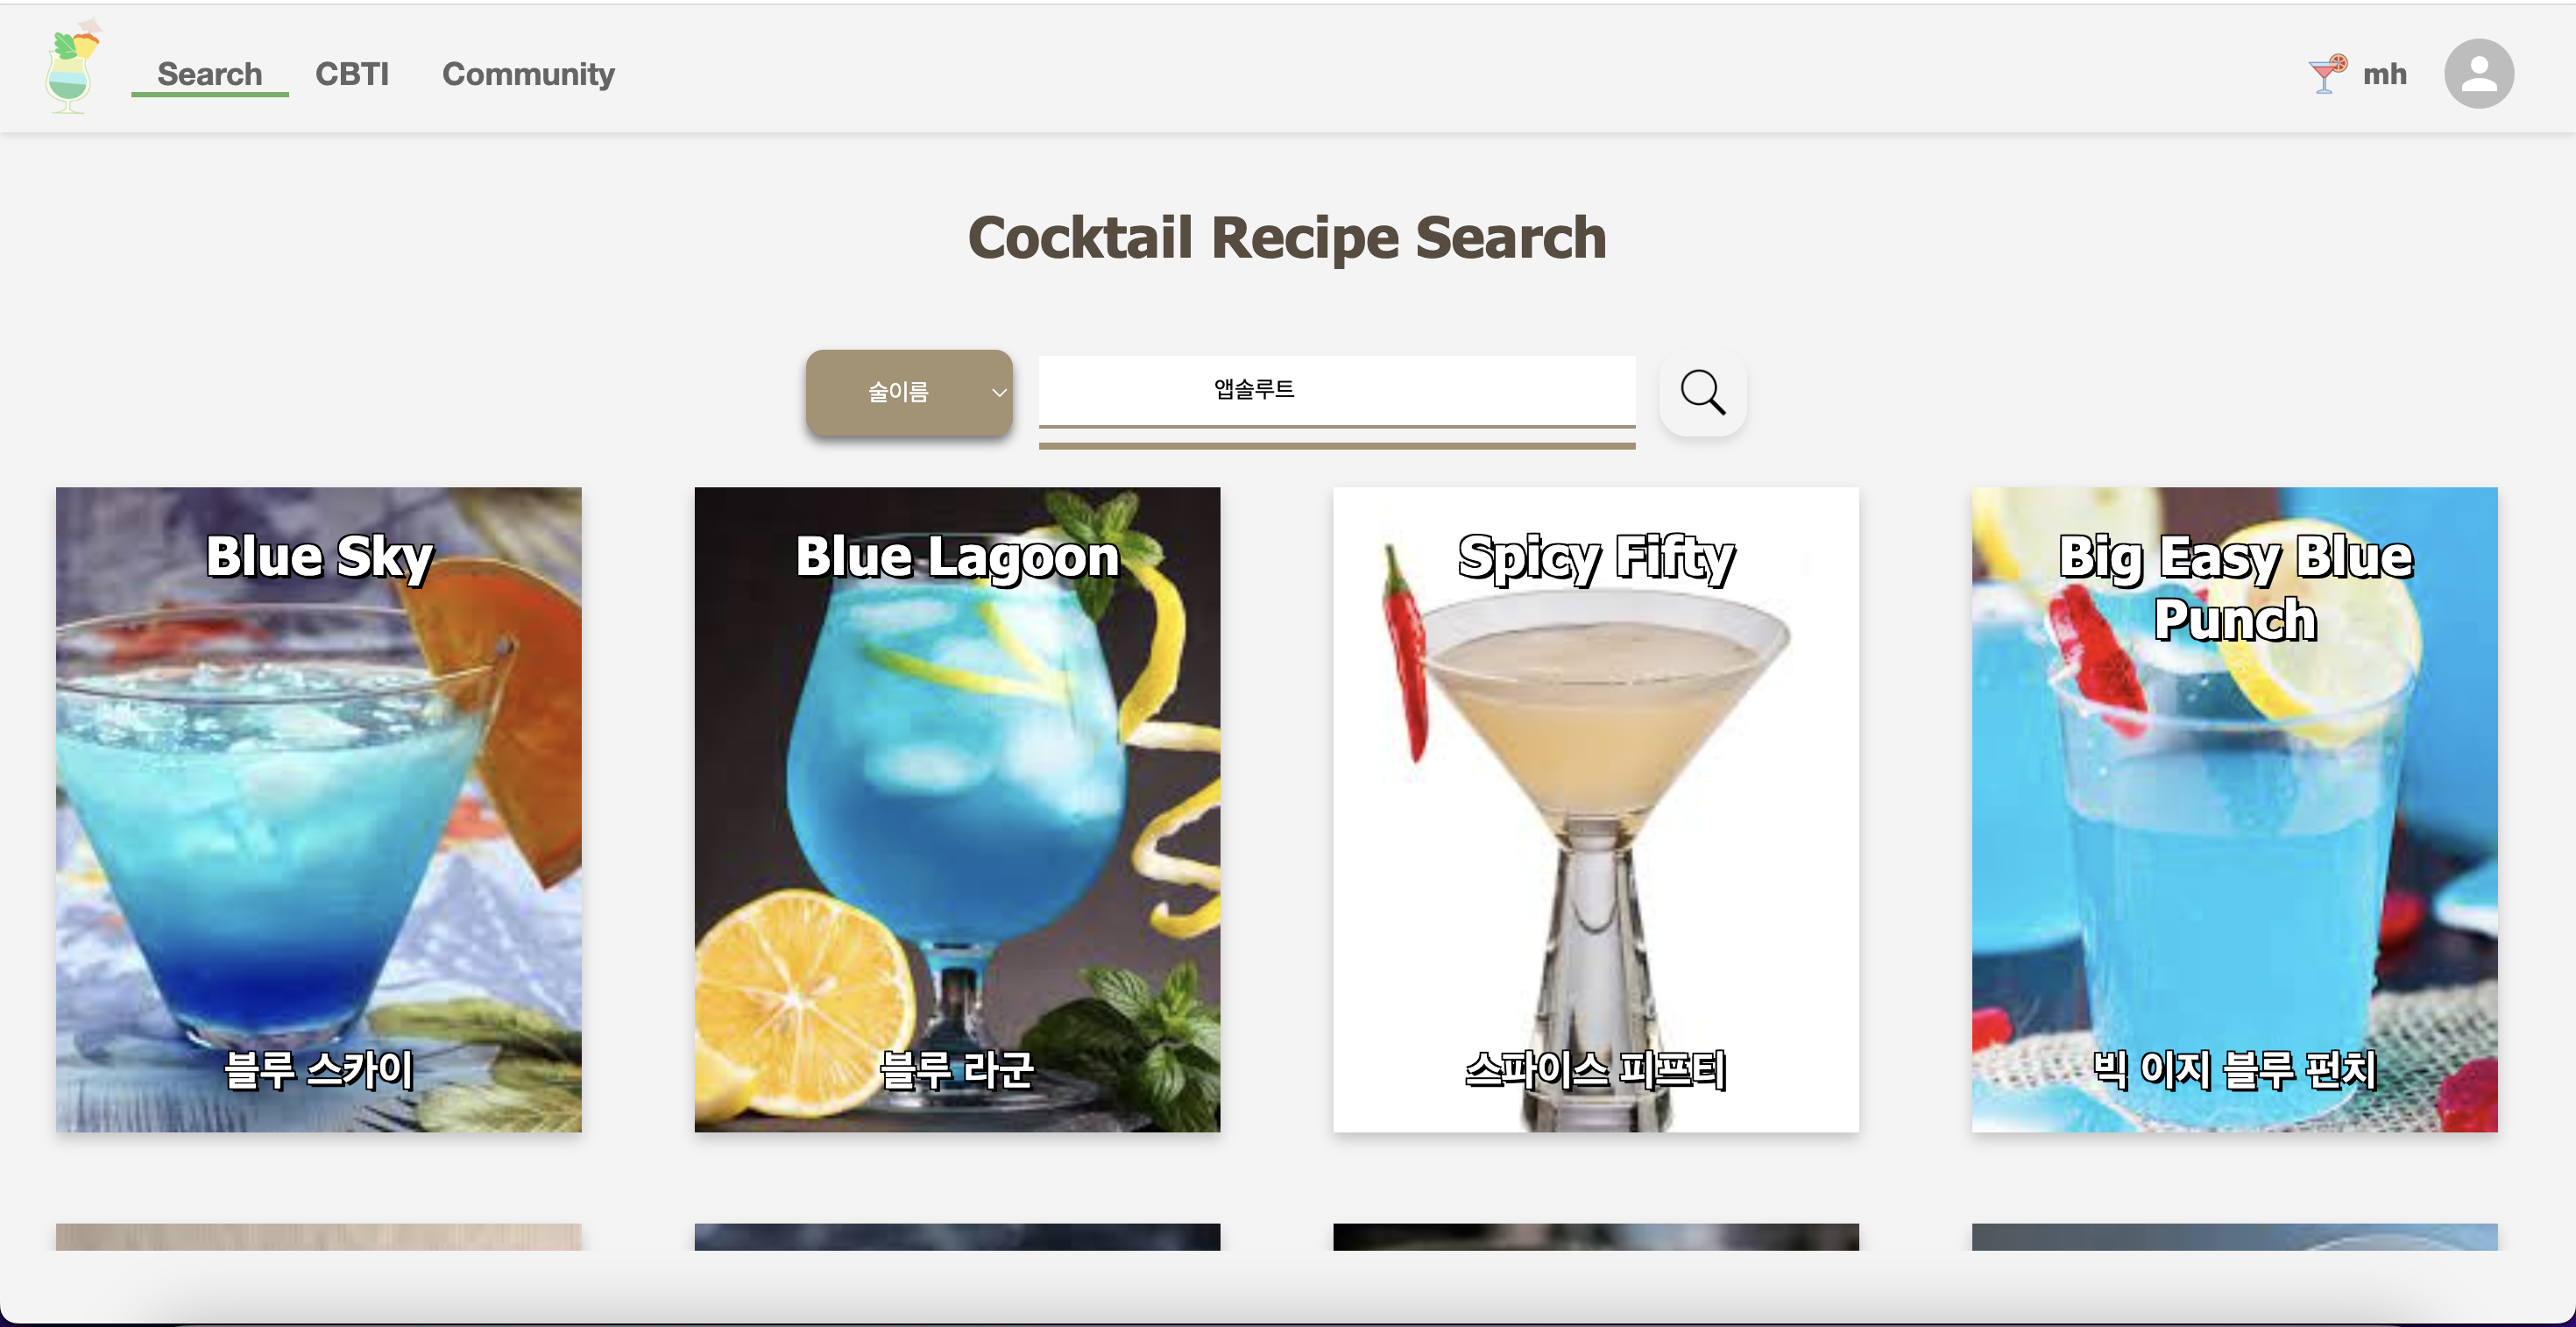 Search CBTI Community mh
Cocktail Recipe Search
술이름 앱솔루트
Blue Sky
블루 스카이
Blue Lagoon
블루 라군
Spicy Fifty
스파이스 피프티
Big Easy Blue
Punch
빅 이지 블루 펀치